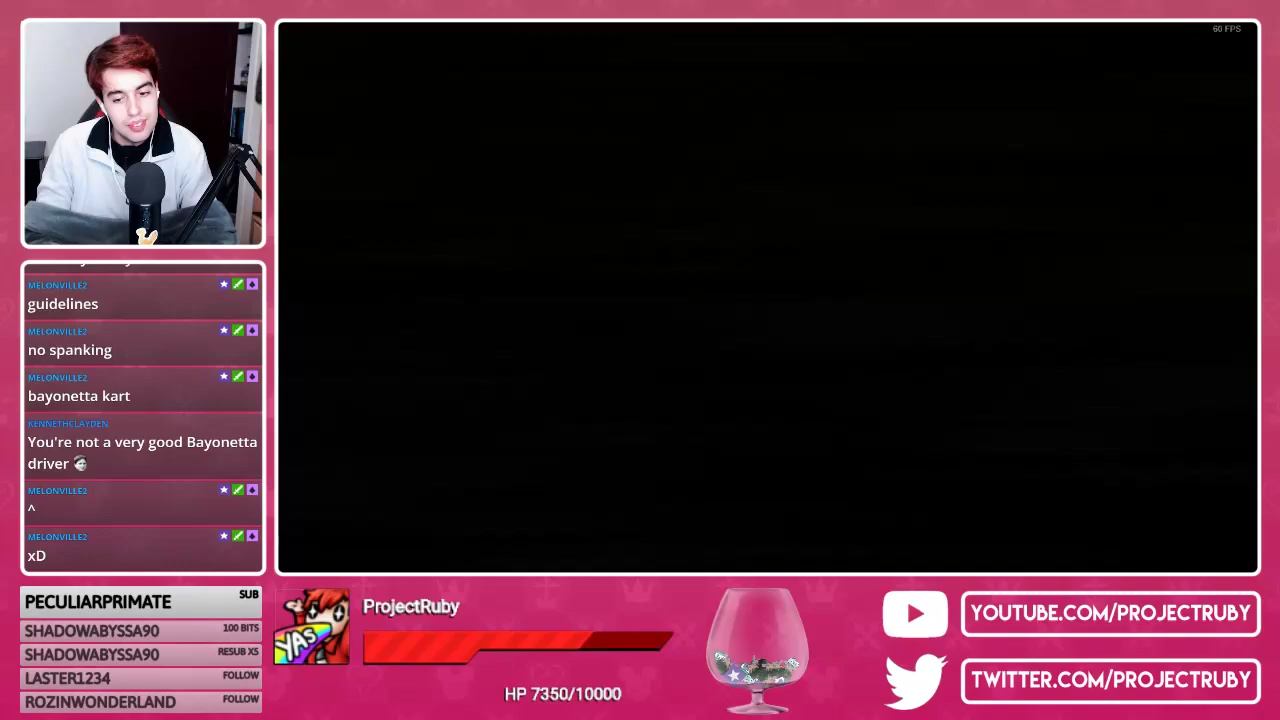 60 FPS
MELONVILLE2
guidelines
MELONVILLE2
no spanking
MELONVILLE2
bayonetta kart
KENNETHCLAYDEN
You're not a very good Bayonetta
driver
MELONVILLE2
^
MELONVILLE2
xD
PECULIARPRIMATE SUB
SHADOWABYSSA90 100 BITS
SHADOWABYSSA90 RESUB X5
LASTER1234 FOLLOW
ROZINWONDERLAND FOLLOW
YAS
ProjectRuby
HP 7350/10000
YOUTUBE.COM/PROJECTRUBY
TWITTER.COM/PROJECTRUBY